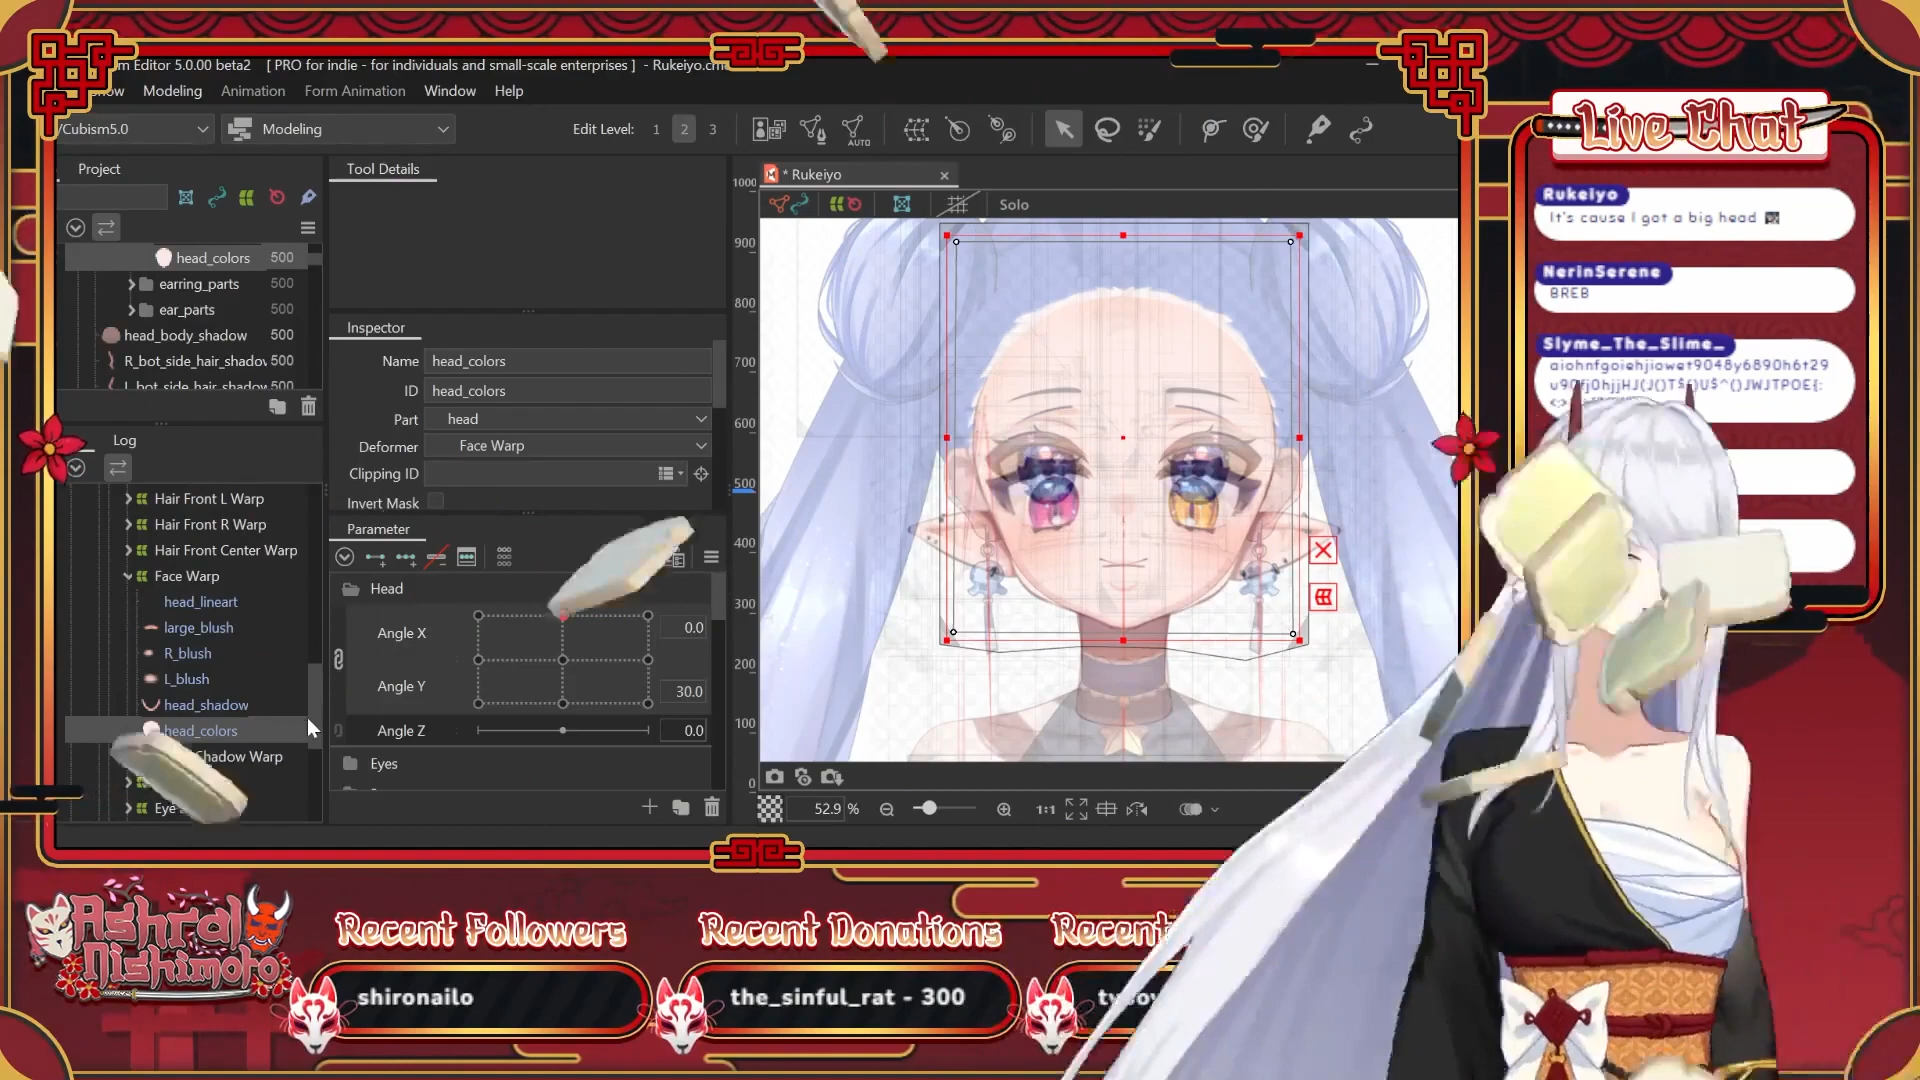 m Editor 5.0.00 beta2 [ PRO for indie - for individuals and small-scale enterprises ] - Rukeiyo.cm
Show Modeling Animation Form Animation Window Help
/Cubism5.0
Modeling
Edit Level: 1 2 3
AUTO
Project
head_colors 500
earring_parts 500
ear_parts 500
head_body_shadow 500
R_bot_side_hair_shadov 500
L_bot_side_hair_shadov 500
Log
Hair Front L Warp
Hair Front R Warp
Hair Front Center Warp
Face Warp
head_lineart
large_blush
R_blush
L_blush
head_shadow
head_colors
Shadow Warp
Eye
Tool Details
Inspector
Name head_colors
ID head_colors
Part head
Deformer Face Warp
Clipping ID
Invert Mask
Parameter
Head
Angle X 0.0
Angle Y 30.0
Angle Z 0.0
Eyes
* Rukeiyo
Solo
1000
900
800
700
600
500
400
300
200
100
0
52.9 %
1:1
Live Chat
Rukeiyo
It's cause I got a big head
NerinSerene
BREB
Slyme_The_Slime_
Ashral
Nishimoto
Recent Followers
shironailo
Recent Donations
the_sinful_rat - 300
Recent